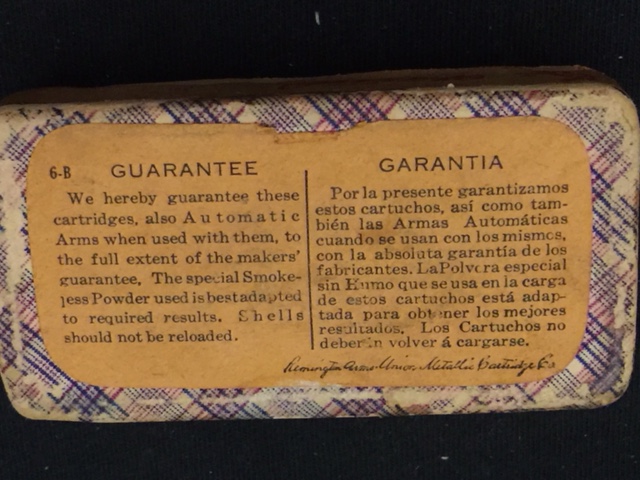 6-B GUARANTEE
We hereby guarantee these
cartridges, also Automatic
Arms when used with them, to
the full extent of the makers'
guarantee. The special Smoke-
less Powder used is best adapted
to required results. Shells
should not be reloaded.
GARANTIA
Por la presente garantizamos
estos cartuchos, así como tam-
bién las Armas Automáticas
cuando se usan con los mismos,
con la absoluta garantía de los
fabricantes. La Polvora especial
sin Humo que se usa en la carga
de estos cartuchos está adap-
tada para obtener los mejores
resultados. Los Cartuchos no
deberán volver á cargarse.
Remington Arms Union Metallic Cartridge Co